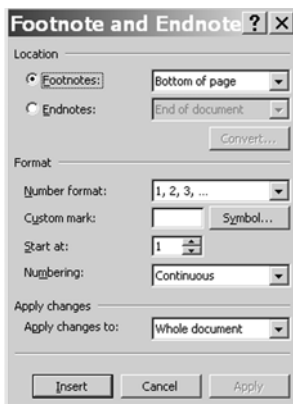 Footnote and Endnote ? X
Location
Footnotes: Bottom of page
Endnotes: End of document
Convert...
Format
Number format: 1, 2, 3, ...
Custom mark: Symbol...
Start at: 1
Numbering: Continuous
Apply changes
Apply changes to: Whole document
Insert Cancel Apply